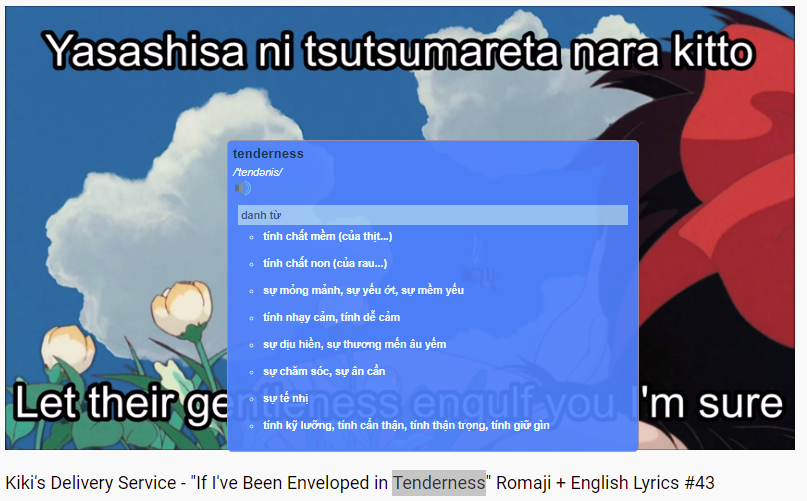 Yasashisa ni tsutsumareta nara kitto
tenderness
/'tendənis/
danh từ
tính chất mềm (của thịt...)
tính chất non (của rau...)
sự mỏng mảnh, sự yếu ớt, sự mềm yếu
tính nhạy cảm, tính dễ cảm
sự dịu hiền, sự thương mến âu yếm
sự chăm sóc, sự ân cần
sự tế nhị
tính kỹ lưỡng, tính cẩn thận, tính thận trọng, tính giữ gìn
Let their gentleness engulf you I'm sure
Kiki's Delivery Service - "If I've Been Enveloped in Tenderness" Romaji + English Lyrics #43